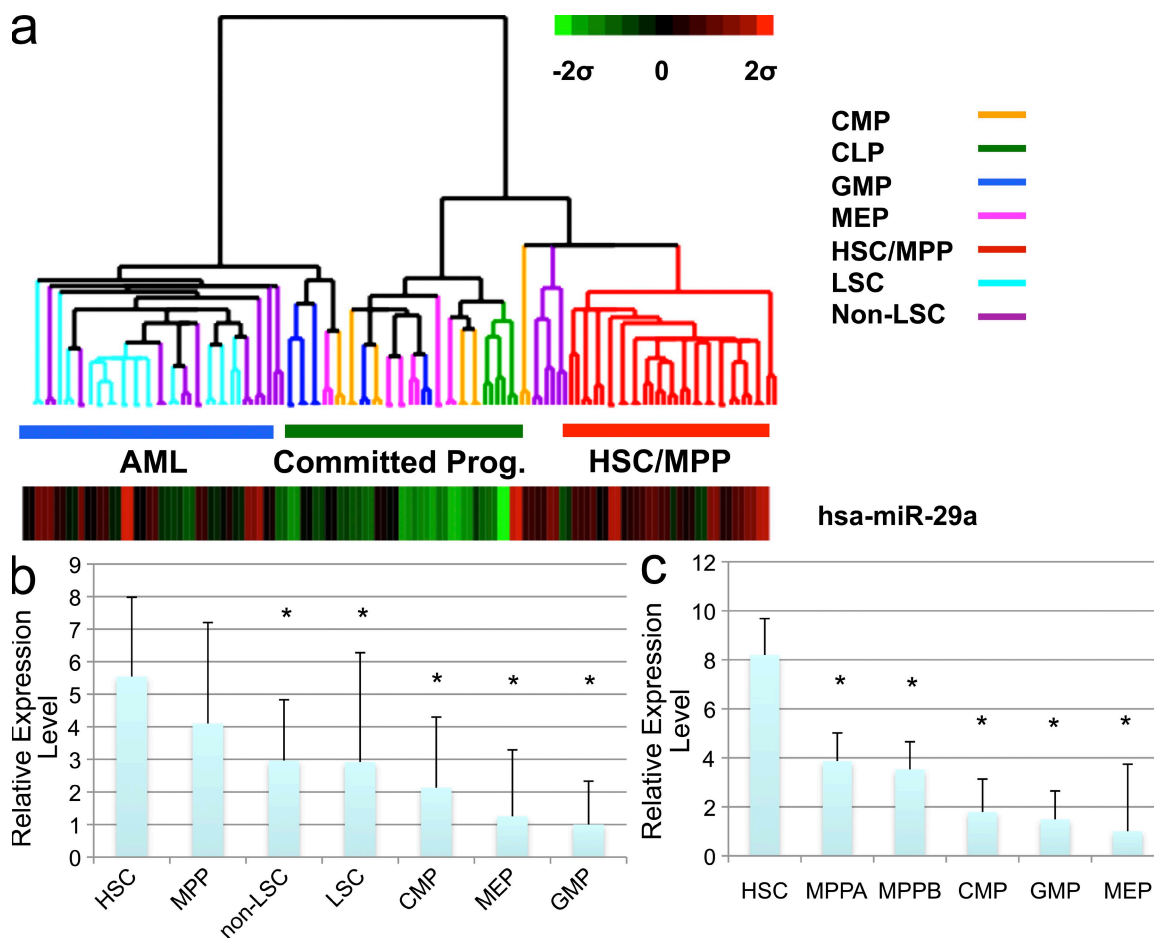 a
-2σ 0 2σ
CMP
CLP
GMP
MEP
HSC/MPP
LSC
Non-LSC
AML Committed Prog. HSC/MPP
hsa-miR-29a
b
Relative Expression
Level
9
8
7
6
5
4
3
2
1
0
* * * * *
HSC MPP non-LSC LSC CMP MEP GMP
c
Relative Expression
Level
12
10
8
6
4
2
0
* * * * *
HSC MPPA MPPB CMP GMP MEP